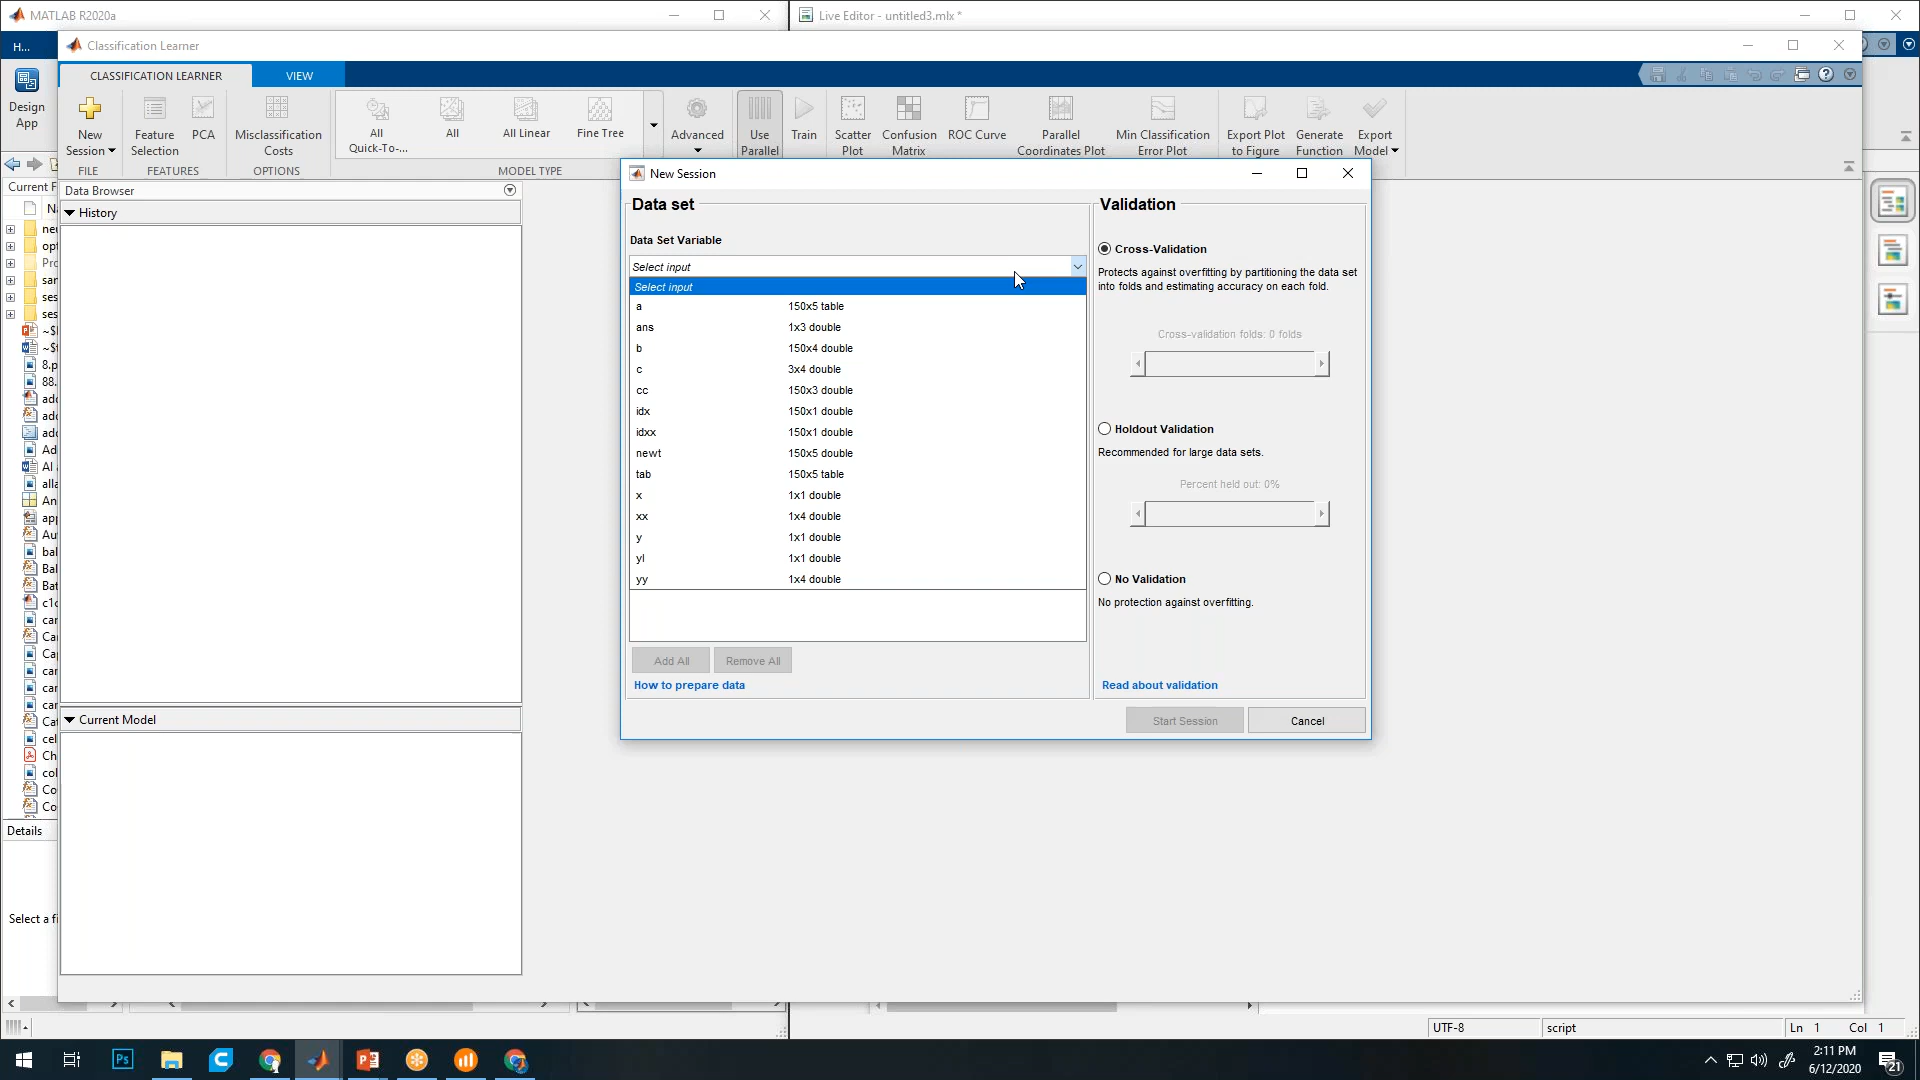 MATLAB R2020a
Live Editor - untitled3.mlx *
H...
Classification Learner
CLASSIFICATION LEARNER
VIEW
Design
App
New
Session
Feature
Selection
PCA
Misclassification
Costs
All
Quick-To-...
All
All Linear
Fine Tree
Advanced
Use
Parallel
Train
Scatter
Plot
Confusion
Matrix
ROC Curve
Parallel
Coordinates Plot
Min Classification
Error Plot
Export Plot
to Figure
Generate
Function
Export
Model
FILE
FEATURES
OPTIONS
MODEL TYPE
Current F
Data Browser
History
Current Model
Details
Select a fi
New Session
Data set
Data Set Variable
Select input
Select input
a 150x5 table
ans 1x3 double
b 150x4 double
c 3x4 double
cc 150x3 double
idx 150x1 double
idxx 150x1 double
newt 150x5 double
tab 150x5 table
x 1x1 double
xx 1x4 double
y 1x1 double
yl 1x1 double
yy 1x4 double
Add All
Remove All
How to prepare data
Validation
Cross-Validation
Protects against overfitting by partitioning the data set
into folds and estimating accuracy on each fold.
Cross-validation folds: 0 folds
Holdout Validation
Recommended for large data sets.
Percent held out: 0%
No Validation
No protection against overfitting.
Read about validation
Start Session
Cancel
UTF-8
script
Ln 1 Col 1
Ps
2:11 PM
6/12/2020
21